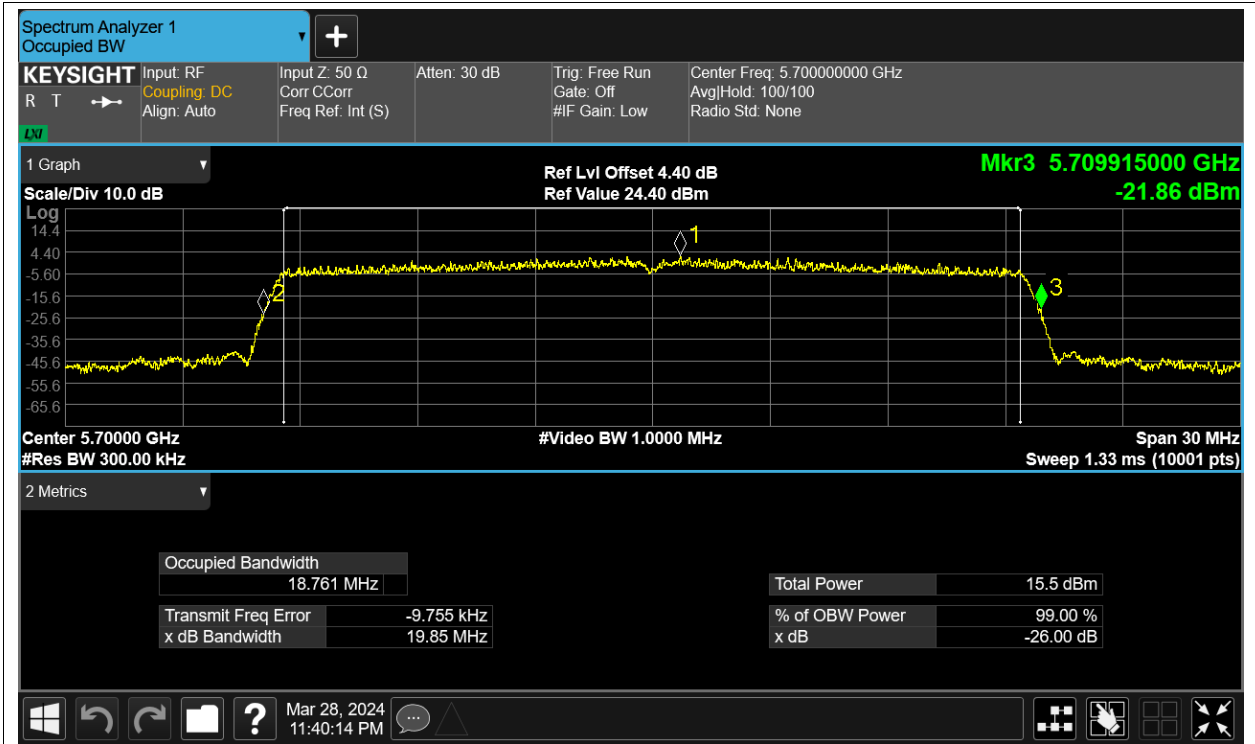 Spectrum Analyzer 1
Occupied BW
KEYSIGHT
R T
LXI
Input: RF
Coupling: DC
Align: Auto
Input Z: 50 Ω
Corr CCorr
Freq Ref: Int (S)
Atten: 30 dB
Trig: Free Run
Gate: Off
#IF Gain: Low
Center Freq: 5.700000000 GHz
Avg|Hold: 100/100
Radio Std: None
1 Graph
Scale/Div 10.0 dB
Ref Lvl Offset 4.40 dB
Ref Value 24.40 dBm
Mkr3 5.709915000 GHz
-21.86 dBm
Log
14.4
4.40
-5.60
-15.6
-25.6
-35.6
-45.6
-55.6
-65.6
1
2
3
Center 5.70000 GHz
#Video BW 1.0000 MHz
Span 30 MHz
#Res BW 300.00 kHz
Sweep 1.33 ms (10001 pts)
2 Metrics
Occupied Bandwidth
18.761 MHz
Total Power 15.5 dBm
Transmit Freq Error -9.755 kHz
% of OBW Power 99.00 %
x dB Bandwidth 19.85 MHz
x dB -26.00 dB
?
Mar 28, 2024
11:40:14 PM